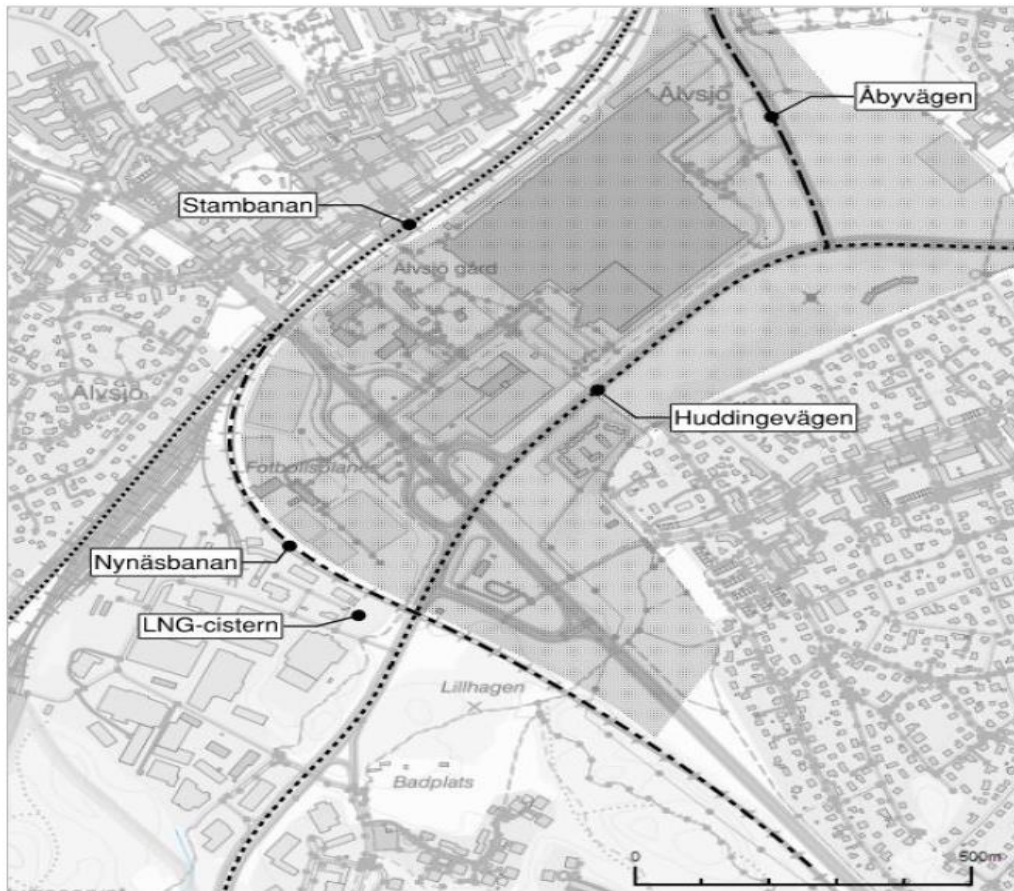 Älvsjö
Åbyvägen
Stambanan
Älvsjö gård
Älvsjö
Huddingevägen
Fotbollsplaner
Nynäsbanan
LNG-cistern
Lillhagen
Badplats
0
500m